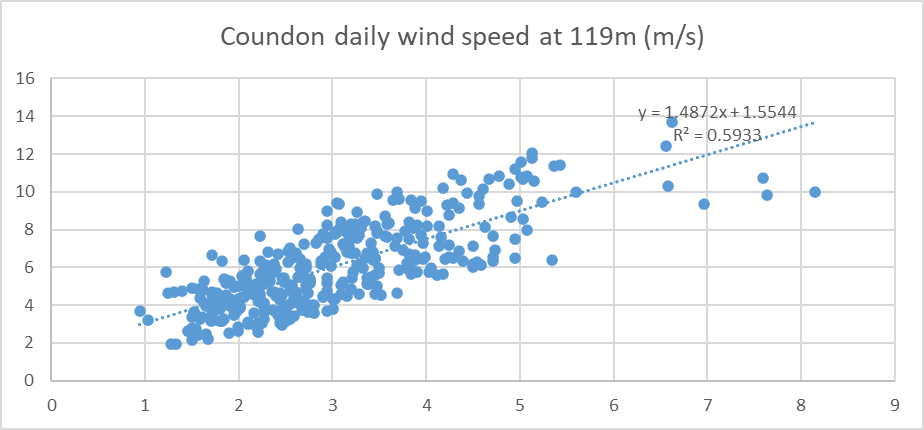 Coundon daily wind speed at 119m (m/s)
16
14
12
10
8
6
4
2
0
y = 1.4872x + 1.5544
R² = 0.5933
0 1 2 3 4 5 6 7 8 9